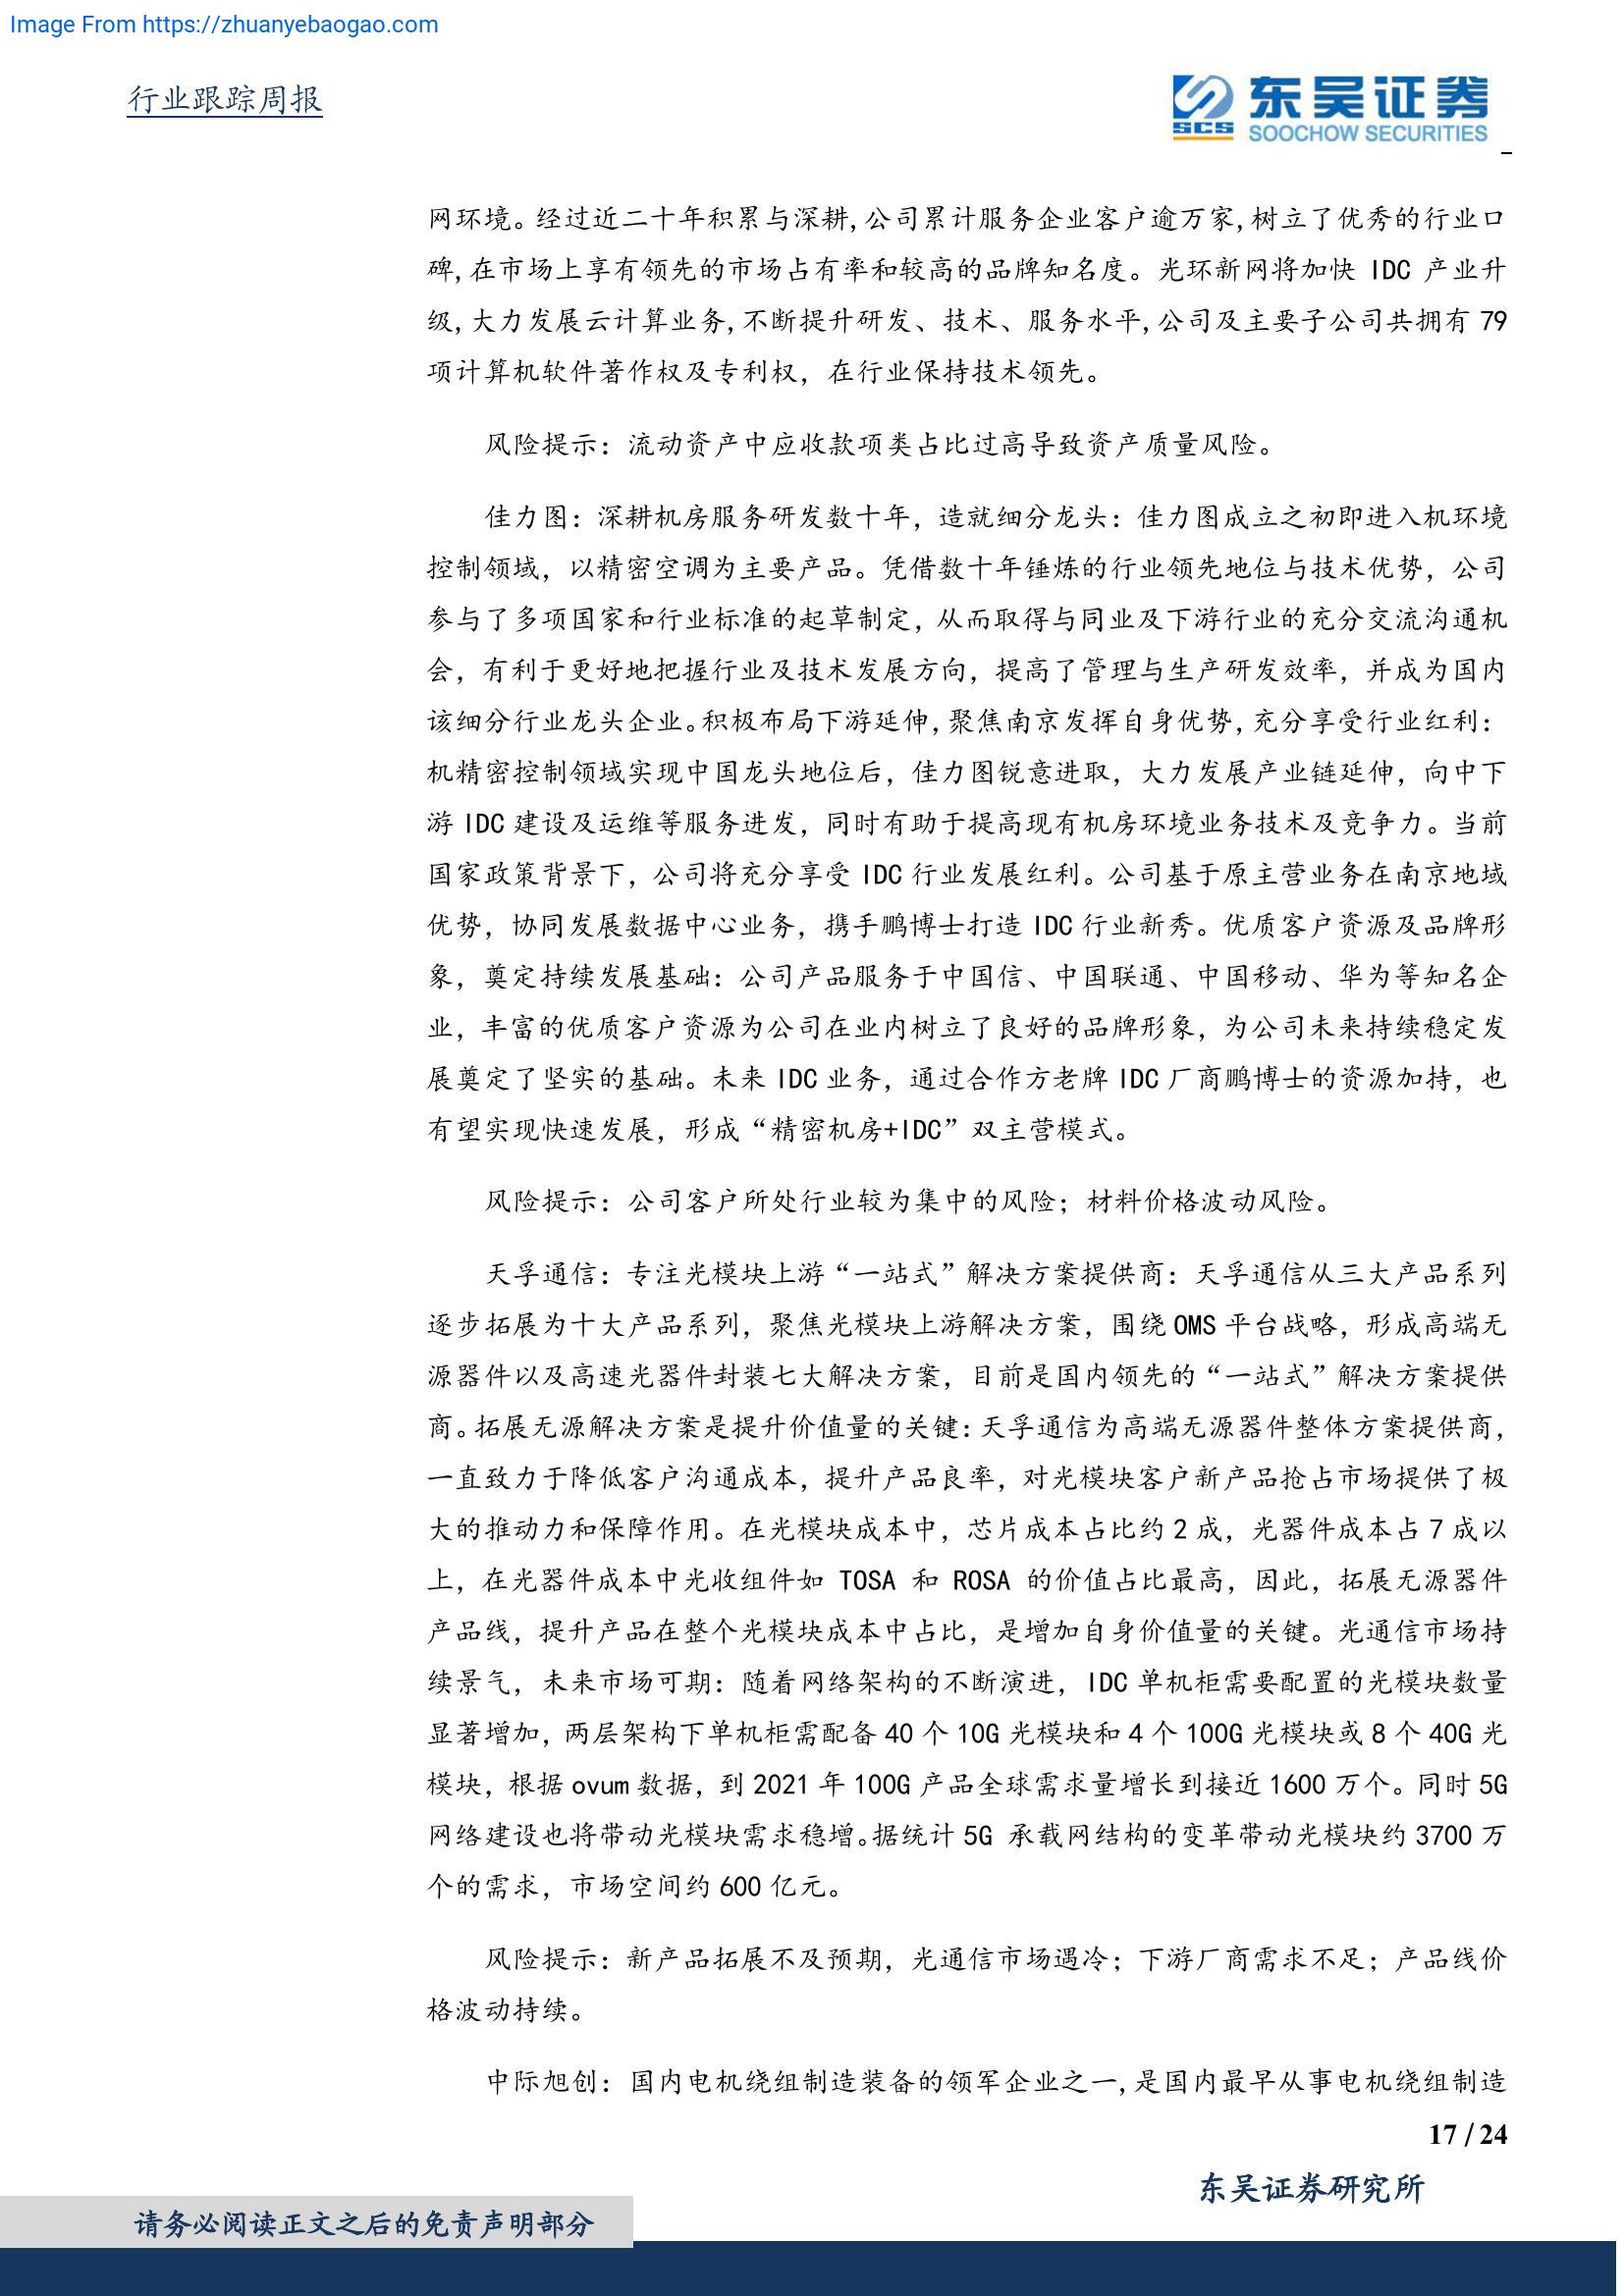 Image From https://zhuanyebaogao.com
行业跟踪周报
SCS 东吴证券
SOOCHOW SECURITIES
网环境。经过近二十年积累与深耕,公司累计服务企业客户逾万家,树立了优秀的行业口
碑,在市场上享有领先的市场占有率和较高的品牌知名度。光环新网将加快 IDC 产业升
级,大力发展云计算业务,不断提升研发、技术、服务水平,公司及主要子公司共拥有 79
项计算机软件著作权及专利权，在行业保持技术领先。
风险提示：流动资产中应收款项类占比过高导致资产质量风险。
佳力图：深耕机房服务研发数十年，造就细分龙头：佳力图成立之初即进入机环境
控制领域，以精密空调为主要产品。凭借数十年锤炼的行业领先地位与技术优势，公司
参与了多项国家和行业标准的起草制定，从而取得与同业及下游行业的充分交流沟通机
会，有利于更好地把握行业及技术发展方向，提高了管理与生产研发效率，并成为国内
该细分行业龙头企业。积极布局下游延伸,聚焦南京发挥自身优势,充分享受行业红利：
机精密控制领域实现中国龙头地位后，佳力图锐意进取，大力发展产业链延伸，向中下
游 IDC 建设及运维等服务进发，同时有助于提高现有机房环境业务技术及竞争力。当前
国家政策背景下，公司将充分享受 IDC 行业发展红利。公司基于原主营业务在南京地域
优势，协同发展数据中心业务，携手鹏博士打造 IDC 行业新秀。优质客户资源及品牌形
象，奠定持续发展基础：公司产品服务于中国信、中国联通、中国移动、华为等知名企
业，丰富的优质客户资源为公司在业内树立了良好的品牌形象，为公司未来持续稳定发
展奠定了坚实的基础。未来 IDC 业务，通过合作方老牌 IDC 厂商鹏博士的资源加持，也
有望实现快速发展，形成“精密机房+IDC”双主营模式。
风险提示：公司客户所处行业较为集中的风险；材料价格波动风险。
天孚通信：专注光模块上游“一站式”解决方案提供商：天孚通信从三大产品系列
逐步拓展为十大产品系列，聚焦光模块上游解决方案，围绕 OMS 平台战略，形成高端无
源器件以及高速光器件封装七大解决方案，目前是国内领先的“一站式”解决方案提供
商。拓展无源解决方案是提升价值量的关键：天孚通信为高端无源器件整体方案提供商，
一直致力于降低客户沟通成本，提升产品良率，对光模块客户新产品抢占市场提供了极
大的推动力和保障作用。在光模块成本中，芯片成本占比约 2 成，光器件成本占 7 成以
上，在光器件成本中光收组件如 TOSA 和 ROSA 的价值占比最高，因此，拓展无源器件
产品线，提升产品在整个光模块成本中占比，是增加自身价值量的关键。光通信市场持
续景气，未来市场可期：随着网络架构的不断演进，IDC 单机柜需要配置的光模块数量
显著增加，两层架构下单机柜需配备 40 个 10G 光模块和 4 个 100G 光模块或 8 个 40G 光
模块，根据 ovum 数据，到 2021 年 100G 产品全球需求量增长到接近 1600 万个。同时 5G
网络建设也将带动光模块需求稳增。据统计 5G 承载网结构的变革带动光模块约 3700 万
个的需求，市场空间约 600 亿元。
风险提示：新产品拓展不及预期，光通信市场遇冷；下游厂商需求不足；产品线价
格波动持续。
中际旭创：国内电机绕组制造装备的领军企业之一,是国内最早从事电机绕组制造
17 / 24
东吴证券研究所
请务必阅读正文之后的免责声明部分